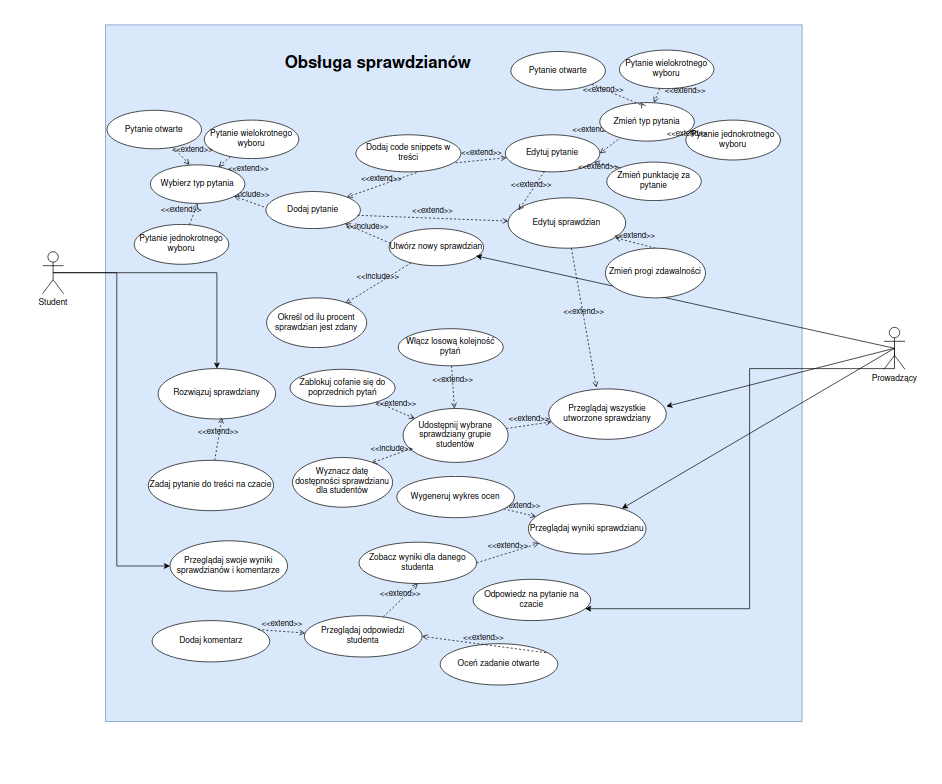 Obsługa sprawdzianów
Pytanie otwarte
Pytanie wielokrotnego
wyboru
<<extend>>
<<extend>>
Zmień typ pytania
Pytanie jednokrotnego
wyboru
<<extend>>
<<extend>>
Pytanie otwarte
Pytanie wielokrotnego
wyboru
<<extend>>
<<extend>>
Wybierz typ pytania
<<extend>>
Pytanie jednokrotnego
wyboru
<<include>>
Dodaj code snippets w
treści
<<extend>>
<<extend>>
Edytuj pytanie
<<extend>>
Zmień punktację za
pytanie
<<extend>>
Dodaj pytanie
<<extend>>
Edytuj sprawdzian
<<include>>
Utwórz nowy sprawdzian
<<extend>>
Zmień progi zdawalności
<<include>>
Określ od ilu procent
sprawdzian jest zdany
<<extend>>
Student
Prowadzący
Włącz losową kolejność
pytań
<<extend>>
Rozwiązuj sprawdziany
Zablokuj cofanie się do
poprzednich pytań
<<extend>>
Udostępnij wybrane
sprawdziany grupie
studentów
<<extend>>
Przeglądaj wszystkie
utworzone sprawdziany
<<extend>>
<<include>>
Zadaj pytanie do treści na czacie
Wyznacz datę
dostępności sprawdzianu
dla studentów
Wygeneruj wykres ocen
<<extend>>
Przeglądaj wyniki sprawdzianu
<<extend>>
Przeglądaj swoje wyniki
sprawdzianów i komentarze
Zobacz wyniki dla danego
studenta
<<extend>>
Odpowiedz na pytanie na
czacie
Dodaj komentarz
<<extend>>
Przeglądaj odpowiedzi
studenta
<<extend>>
Oceń zadanie otwarte